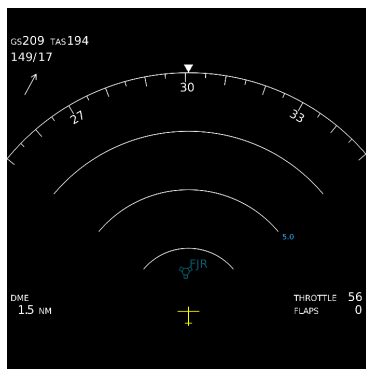 GS209 TAS194
149/17
30
27
33
5.0
FJR
DME
1.5 NM
THROTTLE 56
FLAPS 0